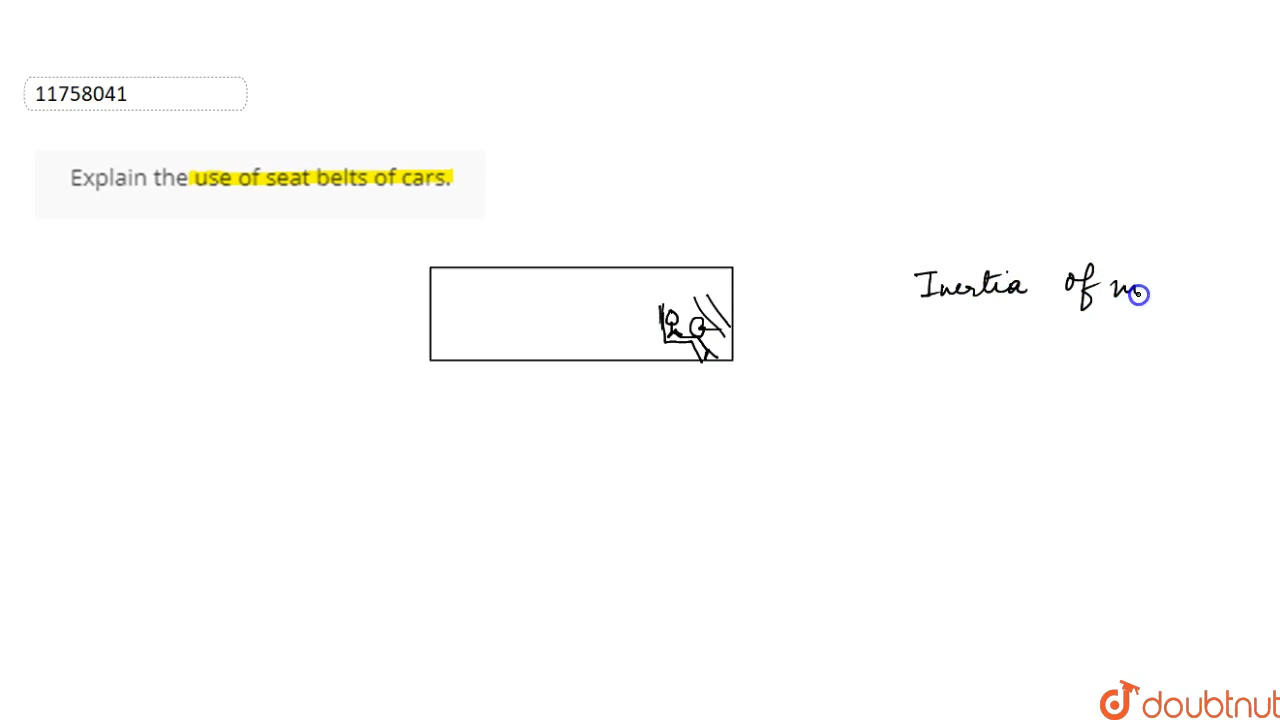 11758041
Explain the use of seat belts of cars.
Inertia of m
doubtnut